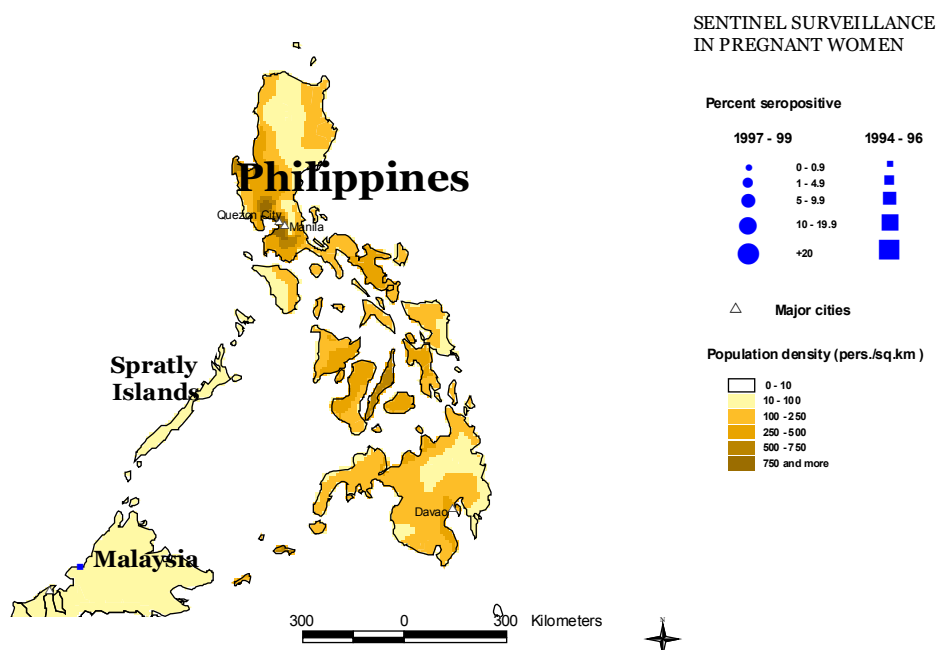 SENTINEL SURVEILLANCE
IN PREGNANT WOMEN
Percent seropositive
1997 - 99
1994 - 96
0 - 0.9
1 - 4.9
5 - 9.9
10 - 19.9
+20
Major cities
Population density (pers./sq.km )
0 - 10
10 - 100
100 - 250
250 - 500
500 - 750
750 and more
Philippines
Quezon City
Manila
Spratly
Islands
Davao
Malaysia
300
0
300
Kilometers
N